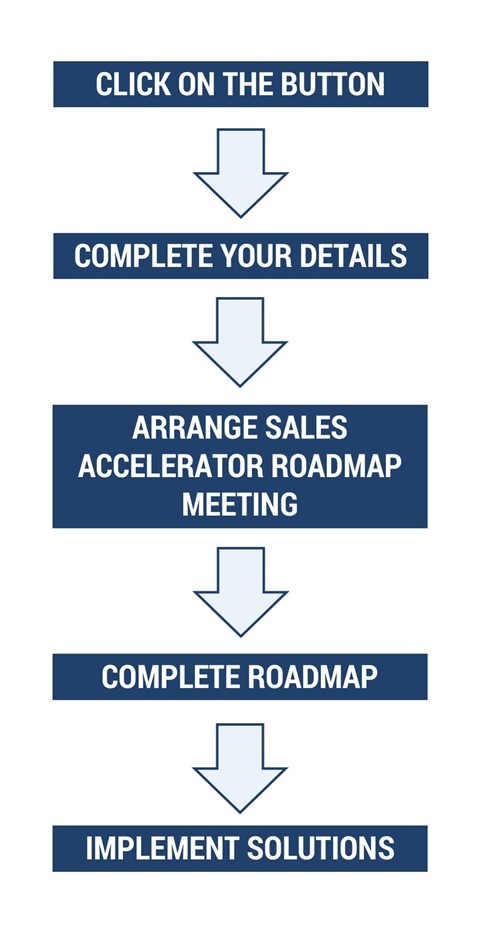 CLICK ON THE BUTTON
COMPLETE YOUR DETAILS
ARRANGE SALES
ACCELERATOR ROADMAP
MEETING
COMPLETE ROADMAP
IMPLEMENT SOLUTIONS